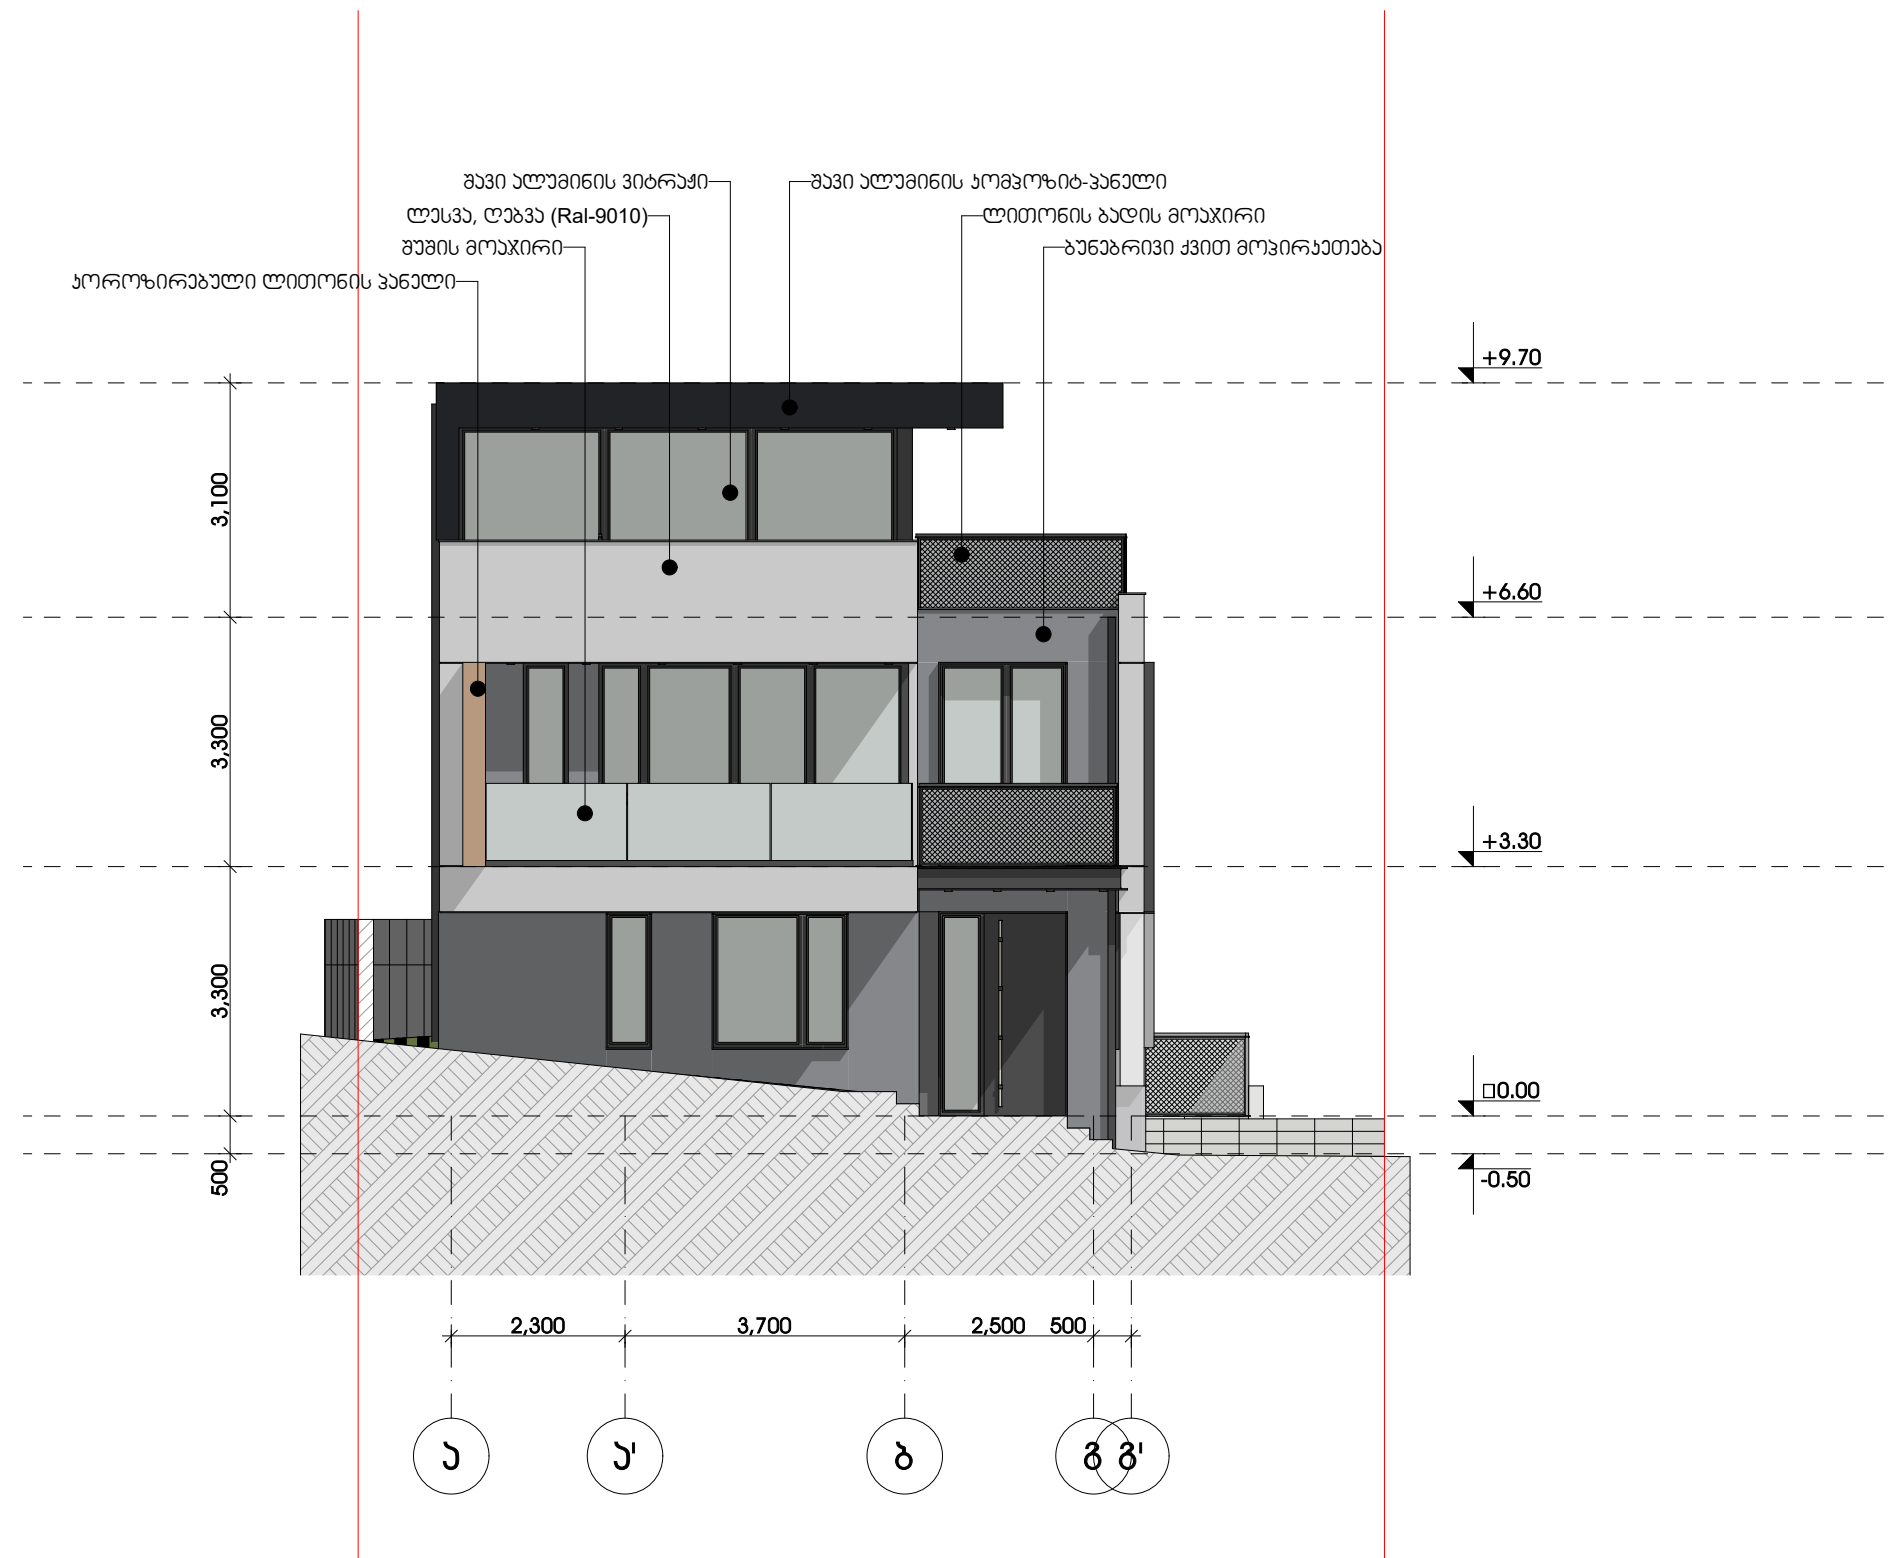 შავი ალუმინის ვიტრაჟი
შავი ალუმინის კომპოზიტ-პანელი
ლესვა, ღებვა (Ral-9010)
ლითონის ბადის მოაჯირი
შუშის მოაჯირი
ბუნებრივი ქვით მოპირკეთება
კოროზირებული ლითონის პანელი
+9.70
3,100
+6.60
3,300
+3.30
3,300
□0.00
500
-0.50
2,300
3,700
2,500
500
ა
ა'
ბ
გ
გ'